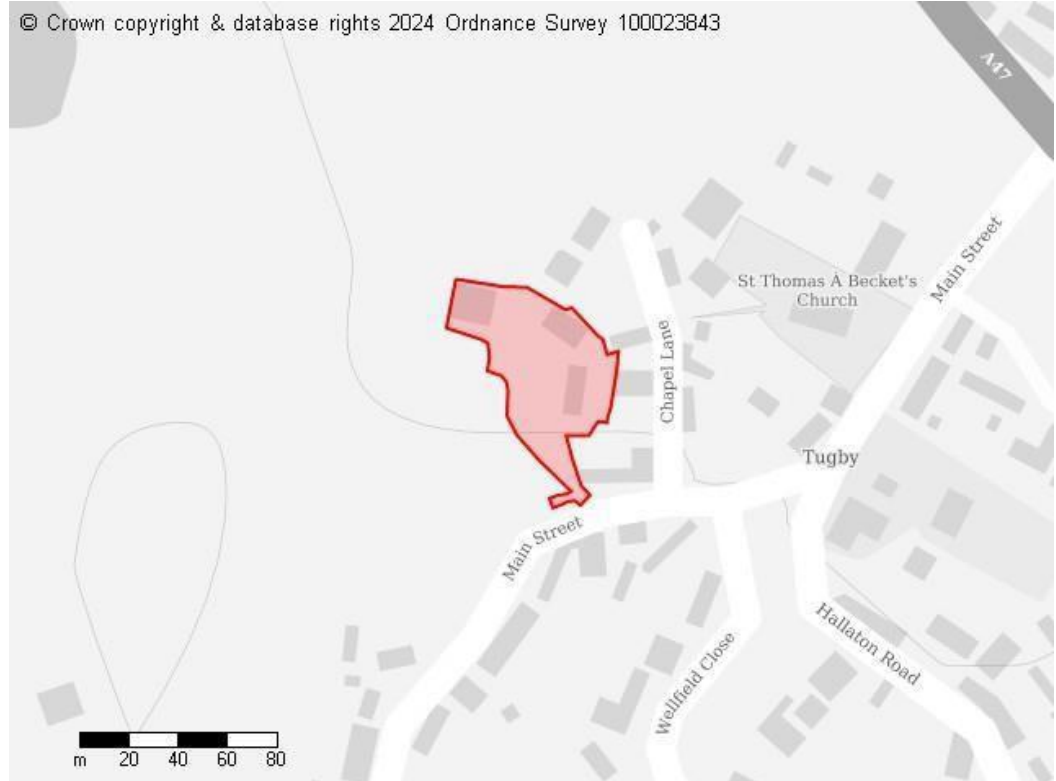 © Crown copyright & database rights 2024 Ordnance Survey 100023843
A47
Main Street
St Thomas À Becket's
Church
Chapel Lane
Tugby
Main Street
Hallaton Road
Wellfield Close
m 20 40 60 80